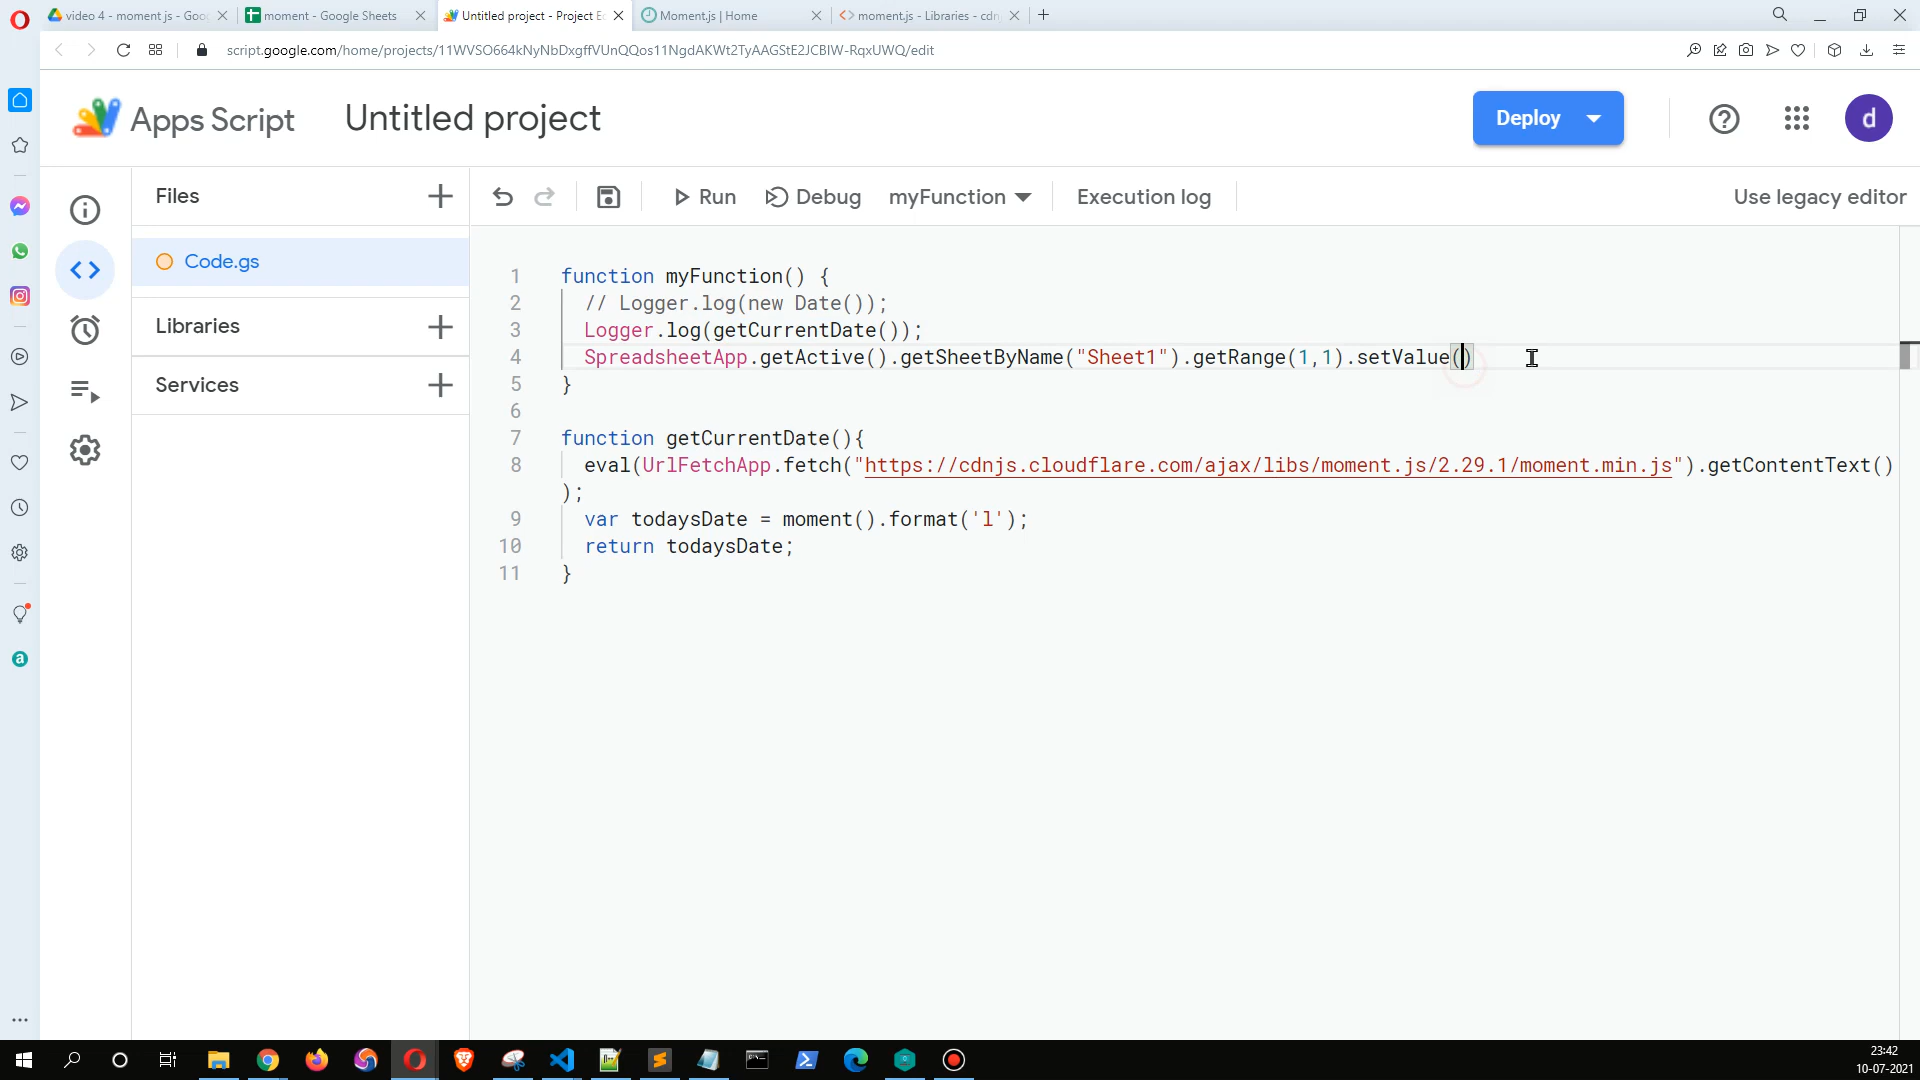 video 4 - moment js - Goo
moment - Google Sheets
Untitled project - Project Ec
Moment.js | Home
moment.js - Libraries - cdn
script.google.com/home/projects/11WVSO664kNyNbDxgffVUnQQos11NgdAKWt2TyAAGStE2JCBIW-RqxUWQ/edit
Apps Script
Untitled project
Deploy
d
Files
Run
Debug
myFunction
Execution log
Use legacy editor
Code.gs
Libraries
Services
1 function myFunction() {
2 // Logger.log(new Date());
3 Logger.log(getCurrentDate());
4 SpreadsheetApp.getActive().getSheetByName("Sheet1").getRange(1,1).setValue()
5 }
6
7 function getCurrentDate(){
8 eval(UrlFetchApp.fetch("https://cdnjs.cloudflare.com/ajax/libs/moment.js/2.29.1/moment.min.js").getContentText()
);
9 var todaysDate = moment().format('l');
10 return todaysDate;
11 }
23:42
10-07-2021